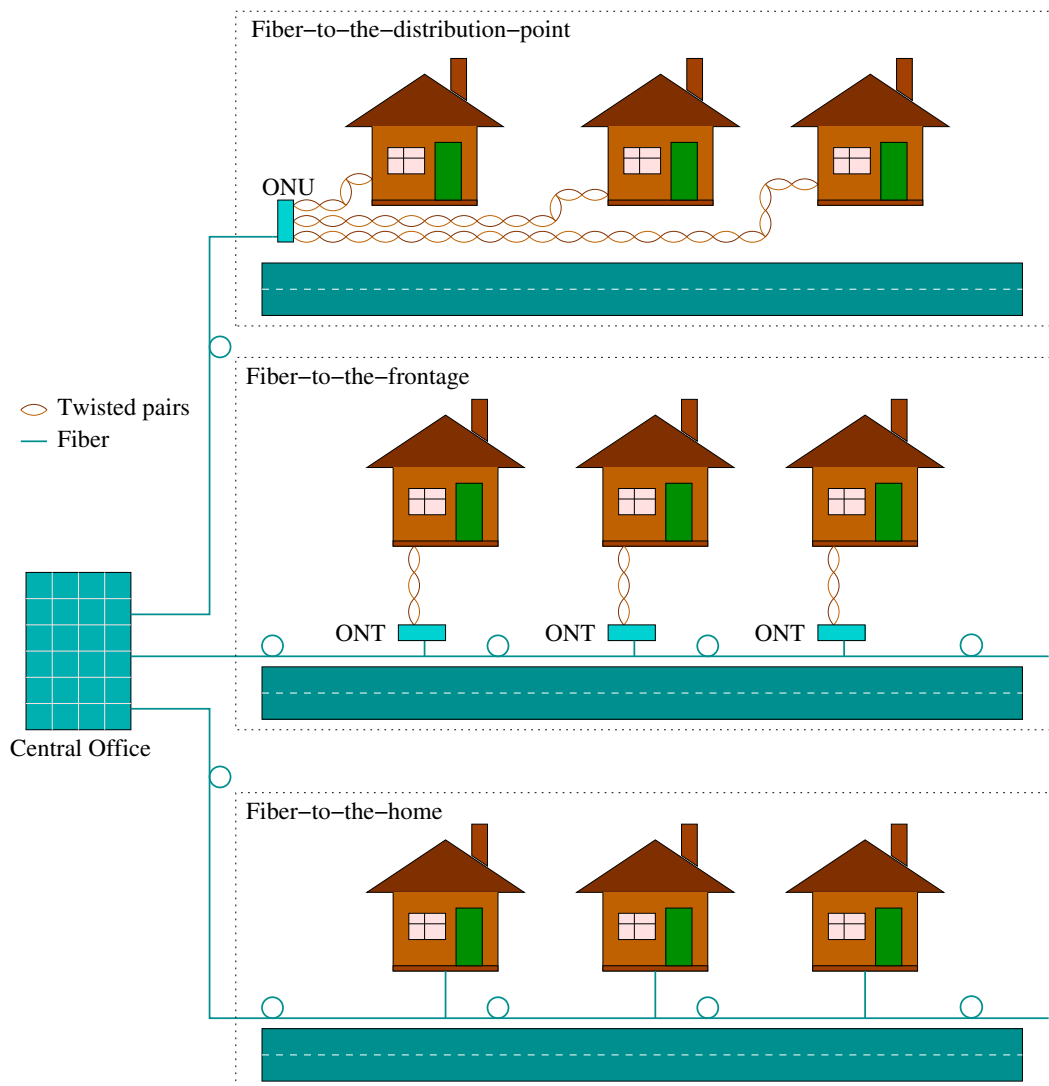 Fiber−to−the−distribution−point
ONU
Fiber−to−the−frontage
Twisted pairs
Fiber
ONT
ONT
ONT
Central Office
Fiber−to−the−home